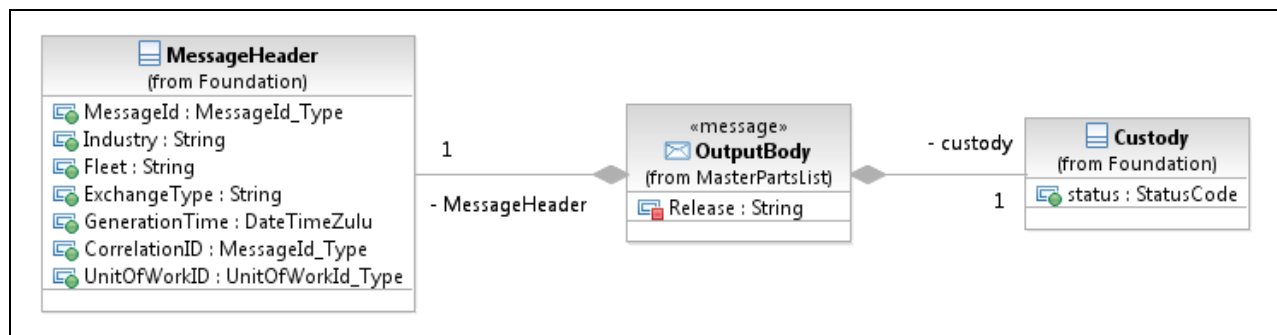 MessageHeader
(from Foundation)
MessageId : MessageId_Type
Industry : String
Fleet : String
ExchangeType : String
GenerationTime : DateTimeZulu
CorrelationID : MessageId_Type
UnitOfWorkID : UnitOfWorkId_Type
1
- MessageHeader
«message»
OutputBody
(from MasterPartsList)
Release : String
- custody
1
Custody
(from Foundation)
status : StatusCode